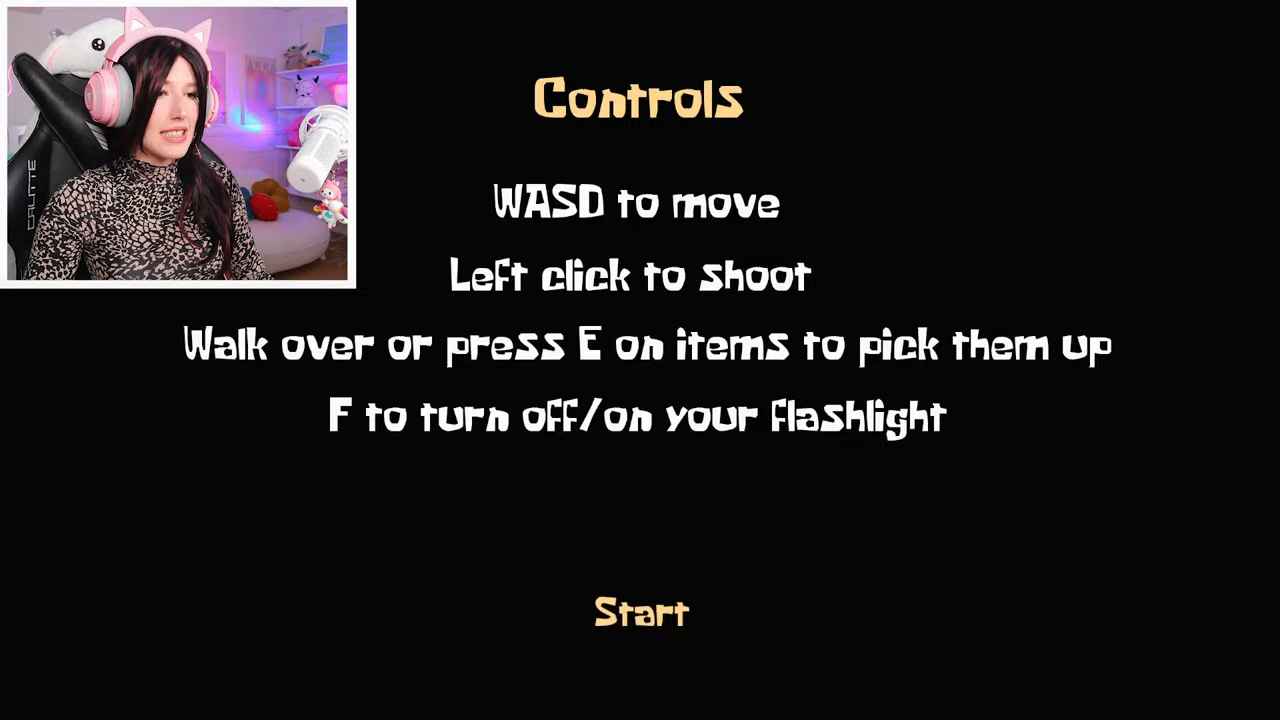 Controls
WASD to move
Left click to shoot
Walk over or press E on items to pick them up
F to turn off/on your flashlight
Start